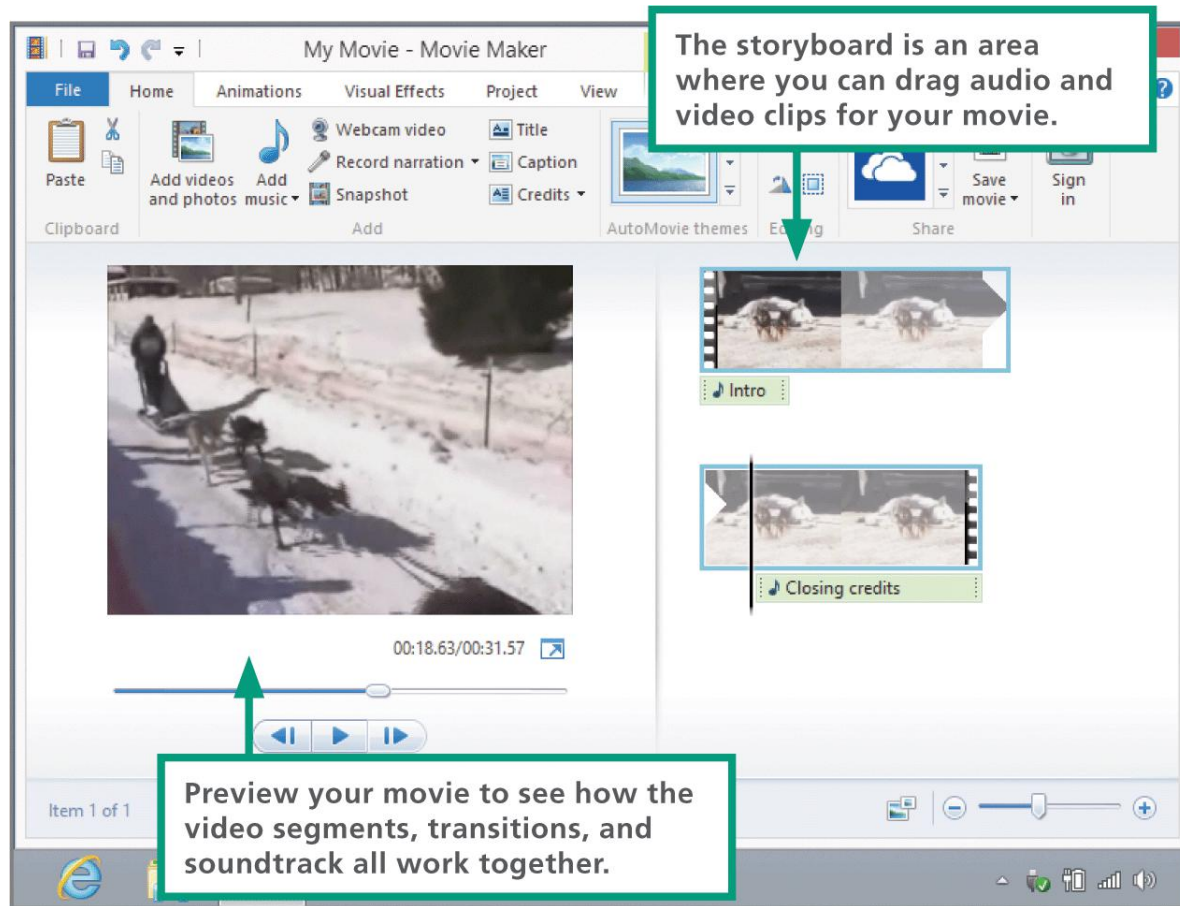 My Movie - Movie Maker
The storyboard is an area
where you can drag audio and
video clips for your movie.
File Home Animations Visual Effects Project View
Paste
Clipboard
Add videos
and photos
Add
music
Webcam video
Record narration
Snapshot
Title
Caption
Credits
Add
AutoMovie themes
Editing
Save
movie
Share
Sign
in
Intro
Closing credits
00:18.63/00:31.57
Preview your movie to see how the
video segments, transitions, and
soundtrack all work together.
Item 1 of 1